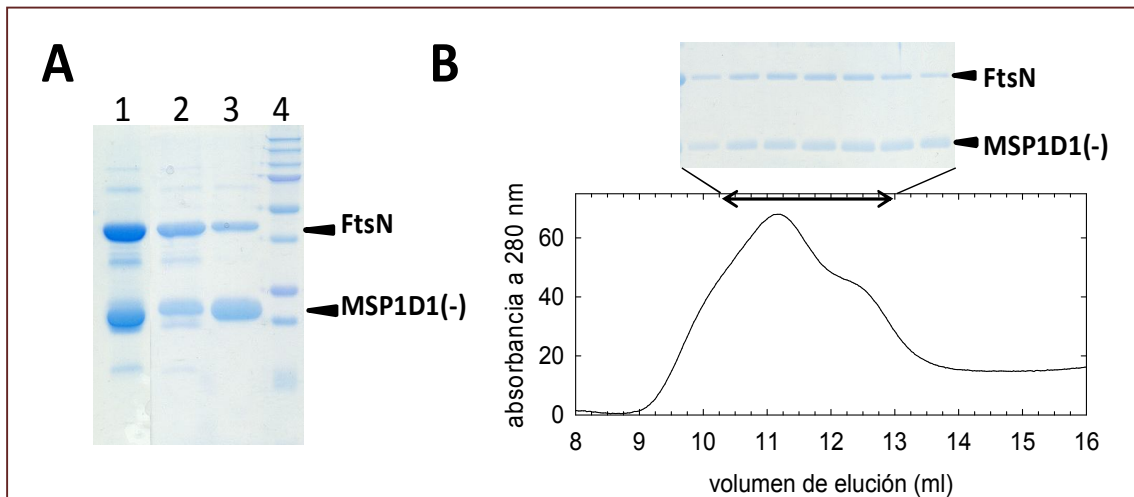 A
1 2 3 4
FtsN
MSP1D1(-)
B
FtsN
MSP1D1(-)
60
40
20
0
absorbancia a 280 nm
8 9 10 11 12 13 14 15 16
volumen de elución (ml)